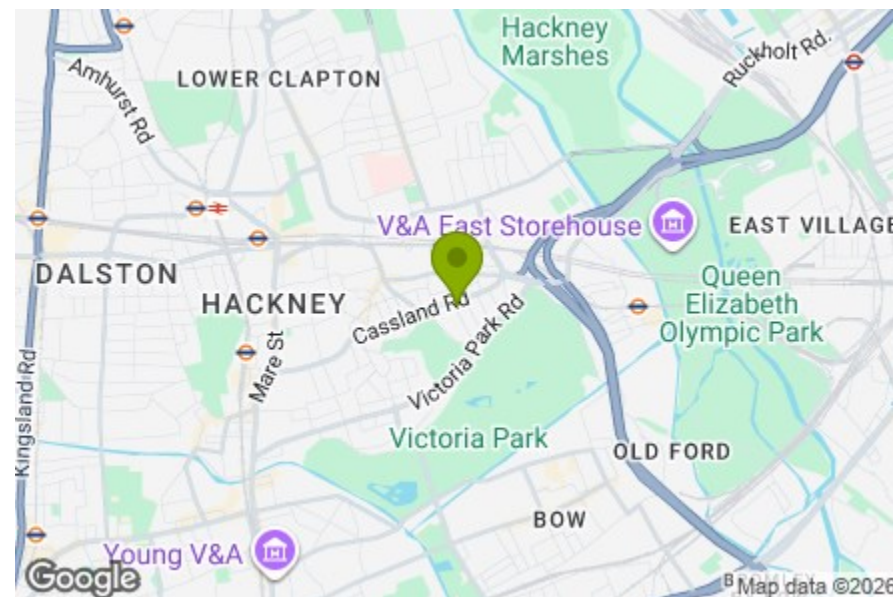 Hackney
Marshes
Ruckholt Rd.
Amhurst Rd
LOWER CLAPTON
V&A East Storehouse
EAST VILLAGE
DALSTON
HACKNEY
Cassland Rd
Queen
Elizabeth
Olympic Park
Mare St
Victoria Park Rd
Kingsland Rd
Victoria Park
OLD FORD
BOW
Young V&A
Google
Map data ©2026